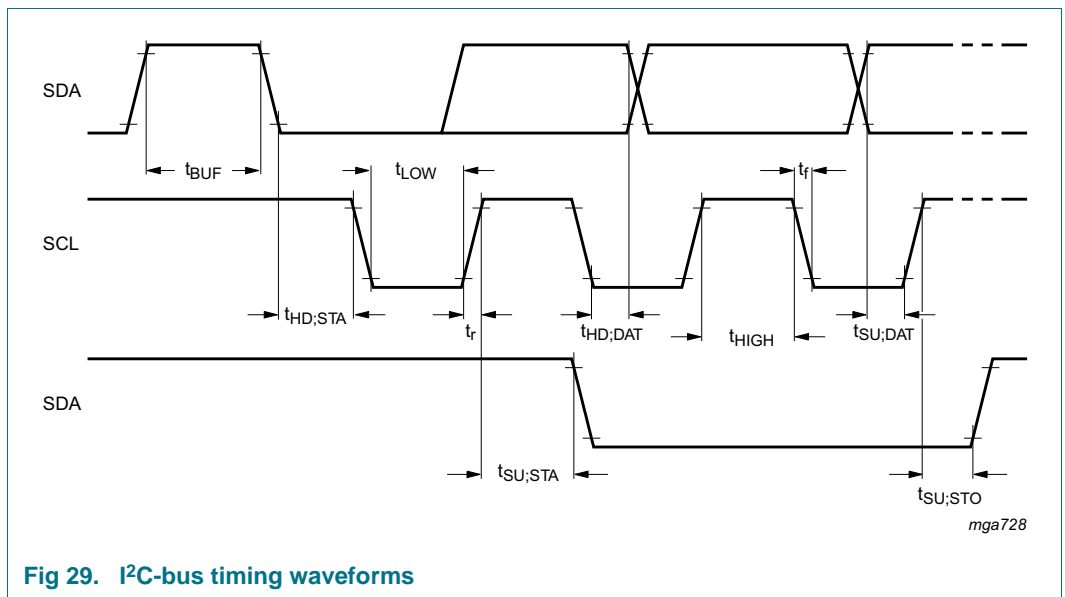 SDA
tBUF
tLOW
tf
SCL
tHD;STA
tr
tHD;DAT
tHIGH
tSU;DAT
SDA
tSU;STA
tSU;STO
mga728
Fig 29. I2C-bus timing waveforms